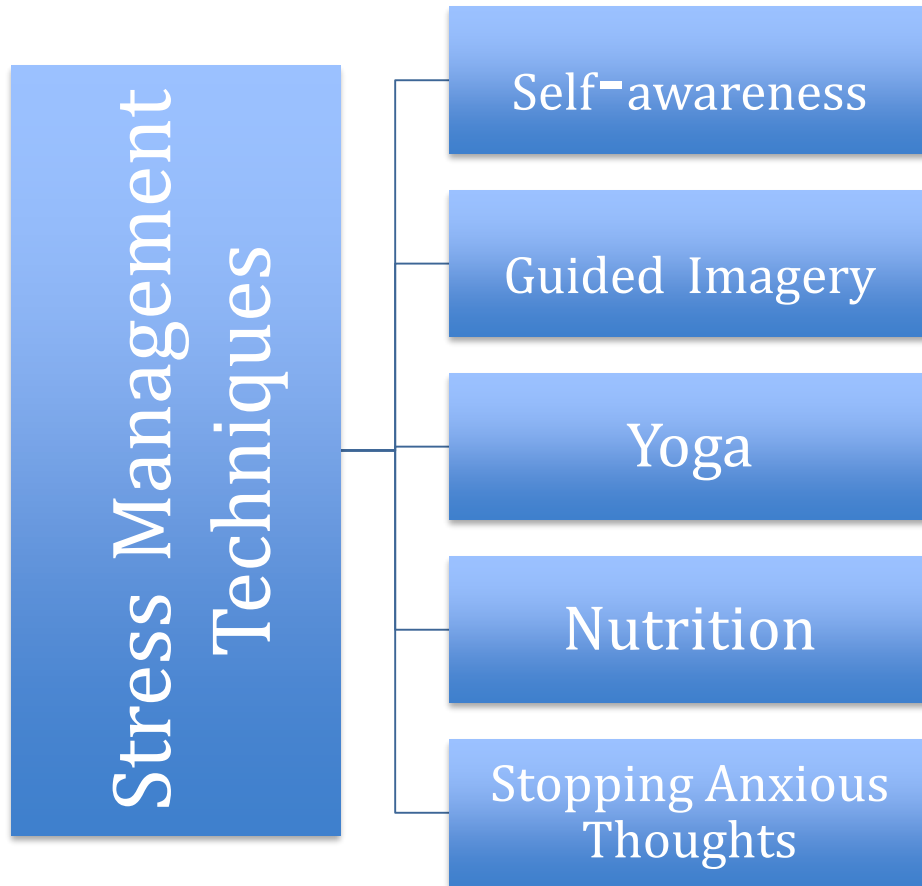 Stress Management
Techniques
Self-awareness
Guided Imagery
Yoga
Nutrition
Stopping Anxious
Thoughts